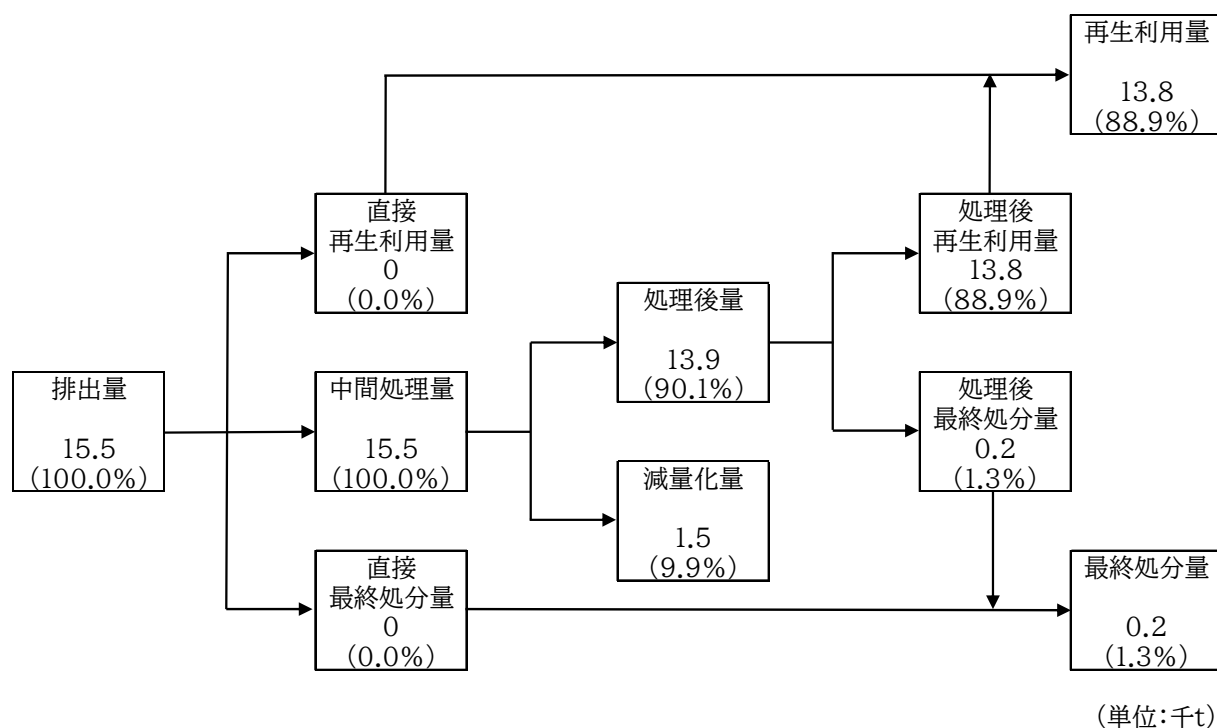 再生利用量
13.8
(88.9%)
直接
再生利用量
0
(0.0%)
処理後
再生利用量
13.8
(88.9%)
処理後量
13.9
(90.1%)
排出量
15.5
(100.0%)
中間処理量
15.5
(100.0%)
処理後
最終処分量
0.2
(1.3%)
減量化量
1.5
(9.9%)
直接
最終処分量
0
(0.0%)
最終処分量
0.2
(1.3%)
(単位:千t)